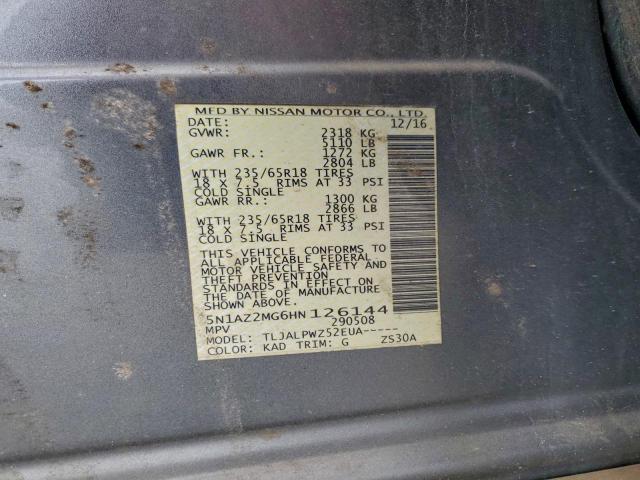 MFD BY NISSAN MOTOR CO., LTD.
DATE: 12/16
GVWR: 2318 KG
5110 LB
GAWR FR.: 1272 KG
2804 LB
WITH 235/65R18 TIRES
18 X 7.5 RIMS AT 33 PSI
COLD SINGLE
GAWR RR.: 1300 KG
2866 LB
WITH 235/65R18 TIRES
18 X 7.5 RIMS AT 33 PSI
COLD SINGLE
THIS VEHICLE CONFORMS TO
ALL APPLICABLE FEDERAL
MOTOR VEHICLE SAFETY AND
THEFT PREVENTION
STANDARDS IN EFFECT ON
THE DATE OF MANUFACTURE
SHOWN ABOVE.
5N1AZ2MG6HN126144
MPV 290508
MODEL: TLJALPWZ52EUA-----
COLOR: KAD TRIM: G ZS30A